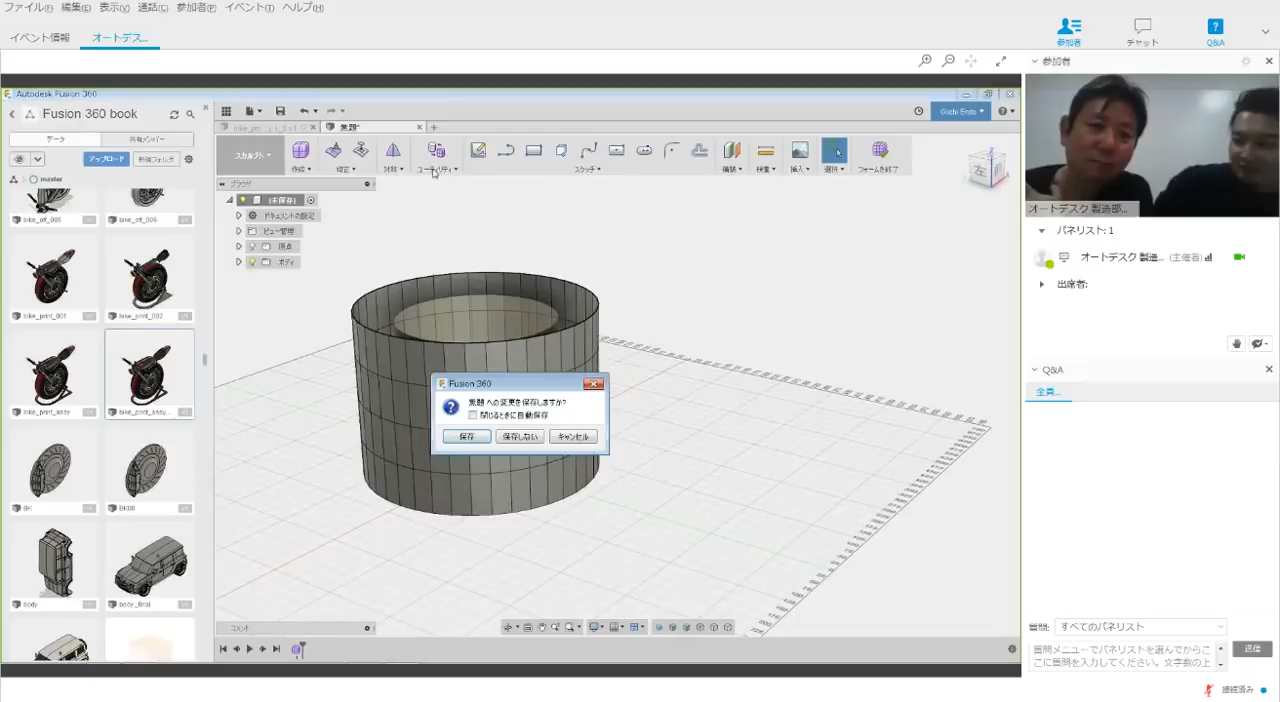 ファイル(F) 編集(E) 表示(V) 通話(C) 参加者(P) イベント(T) ヘルプ(H)
イベント情報 オートデス...
参加者 チャット Q&A
参加者
Autodesk Fusion 360
Fusion 360 book
データ 共有メンバー
アップロード 新規フォルダ
master
bike_off_005 bike_off_006
bike_print_001 bike_print_002
bike_print_assy bike_print_assy...
BK BK00
body body_final
無題*
Giichi Endo
スカルプト
作成 修正 対称 ユーティリティ スケッチ 構築 検査 挿入 選択 フォームを終了
ブラウザ
(未保存)
ドキュメントの設定
ビュー管理
原点
ボディ
左 前
Fusion 360
無題 への変更を保存しますか?
閉じるときに自動保存
保存 保存しない キャンセル
コメント
オートデスク 製造部...
パネリスト: 1
オートデスク 製造... (主催者)
出席者:
Q&A
全員...
質問: すべてのパネリスト
質問メニューでパネリストを選んでからこ
こに質問を入力してください。文字数の上
送信
接続済み